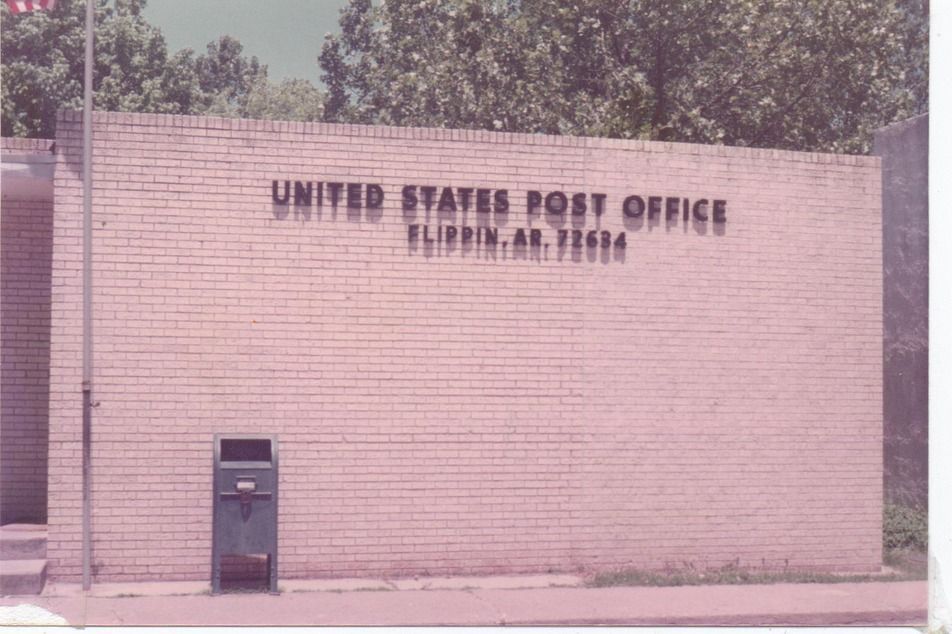 UNITED STATES POST OFFICE
FLIPPIN, AR, 72634